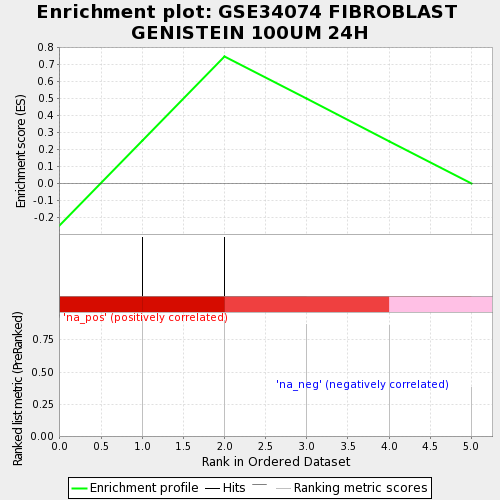 Enrichment plot: GSE34074 FIBROBLAST
GENISTEIN 100UM 24H
Enrichment score (ES)
0.8
0.7
0.6
0.5
0.4
0.3
0.2
0.1
0.0
-0.1
-0.2
'na_pos' (positively correlated)
'na_neg' (negatively correlated)
Ranked list metric (PreRanked)
0.75
0.50
0.25
0.00
0.0 0.5 1.0 1.5 2.0 2.5 3.0 3.5 4.0 4.5 5.0
Rank in Ordered Dataset
Enrichment profile Hits Ranking metric scores